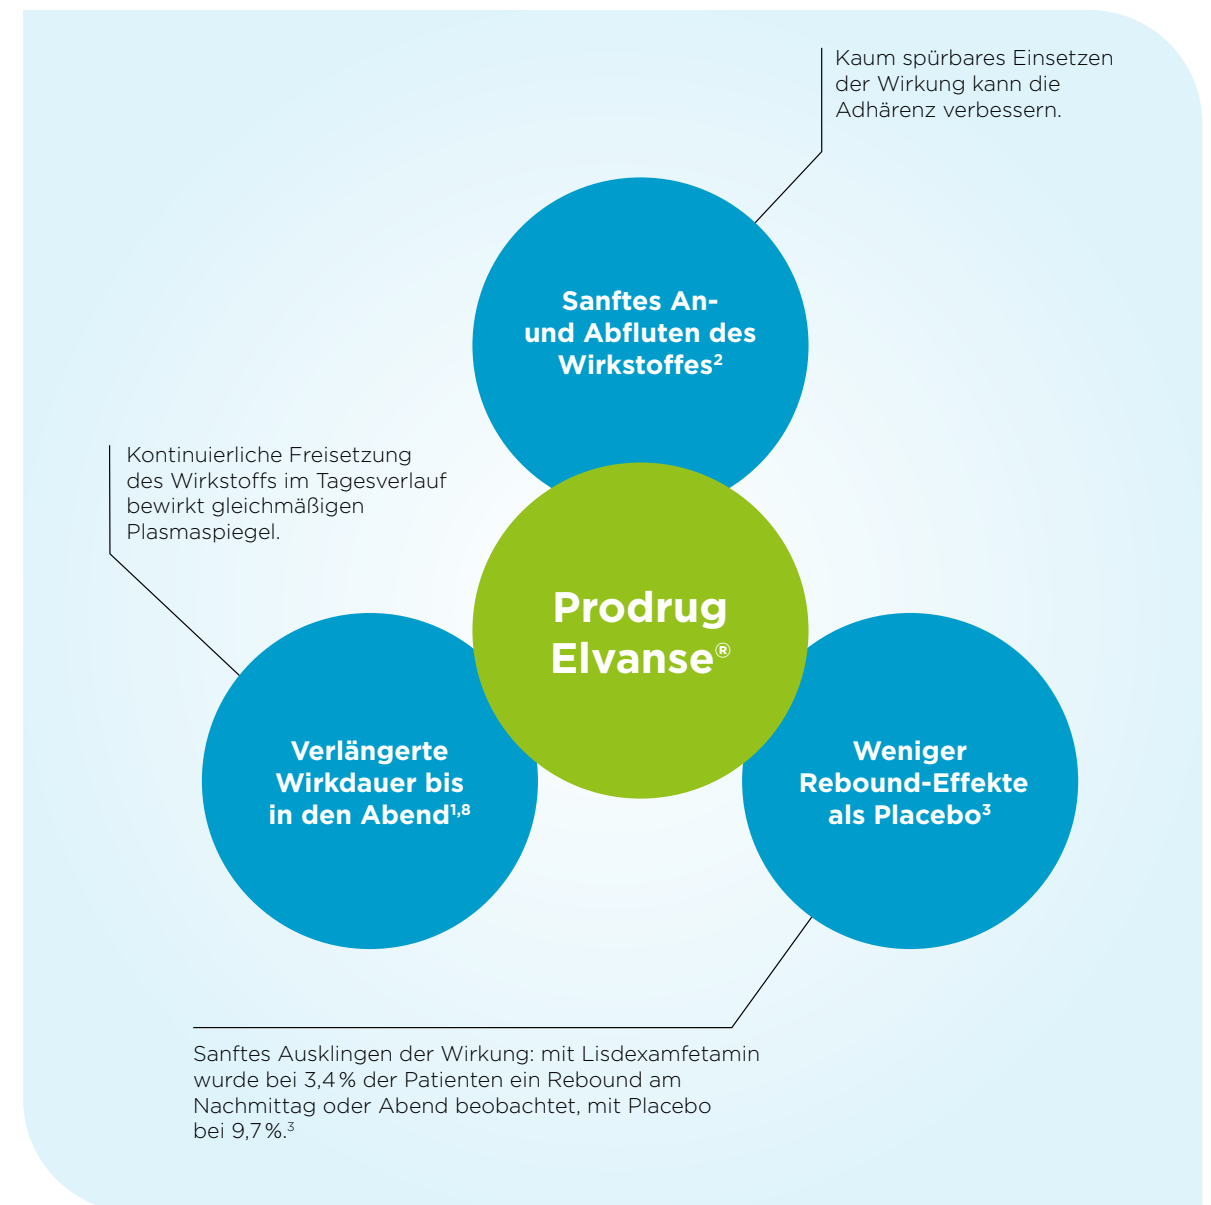 Kaum spürbares Einsetzen
der Wirkung kann die
Adhärenz verbessern.
Sanftes An-
und Abfluten des
Wirkstoffes²
Kontinuierliche Freisetzung
des Wirkstoffs im Tagesverlauf
bewirkt gleichmäßigen
Plasmaspiegel.
Prodrug
Elvanse®
Verlängerte
Wirkdauer bis
in den Abend¹,⁸
Weniger
Rebound-Effekte
als Placebo³
Sanftes Ausklingen der Wirkung: mit Lisdexamfetamin
wurde bei 3,4 % der Patienten ein Rebound am
Nachmittag oder Abend beobachtet, mit Placebo
bei 9,7 %.³